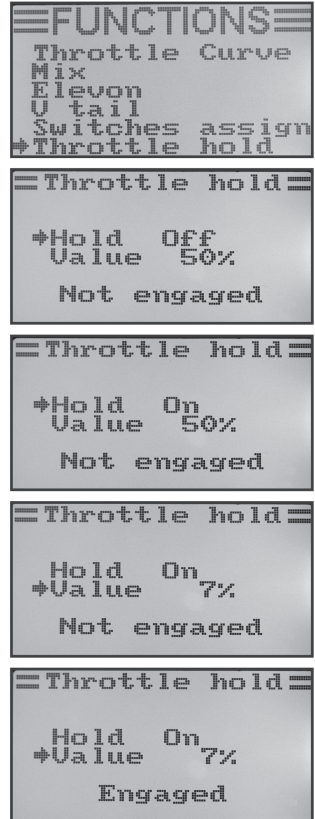 FUNCTIONS
Throttle Curve
Mix
Elevon
V tail
Switches assign
Throttle hold
Throttle hold
Hold Off
Value 50%
Not engaged
Throttle hold
Hold On
Value 50%
Not engaged
Throttle hold
Hold On
Value 7%
Not engaged
Throttle hold
Hold On
Value 7%
Engaged